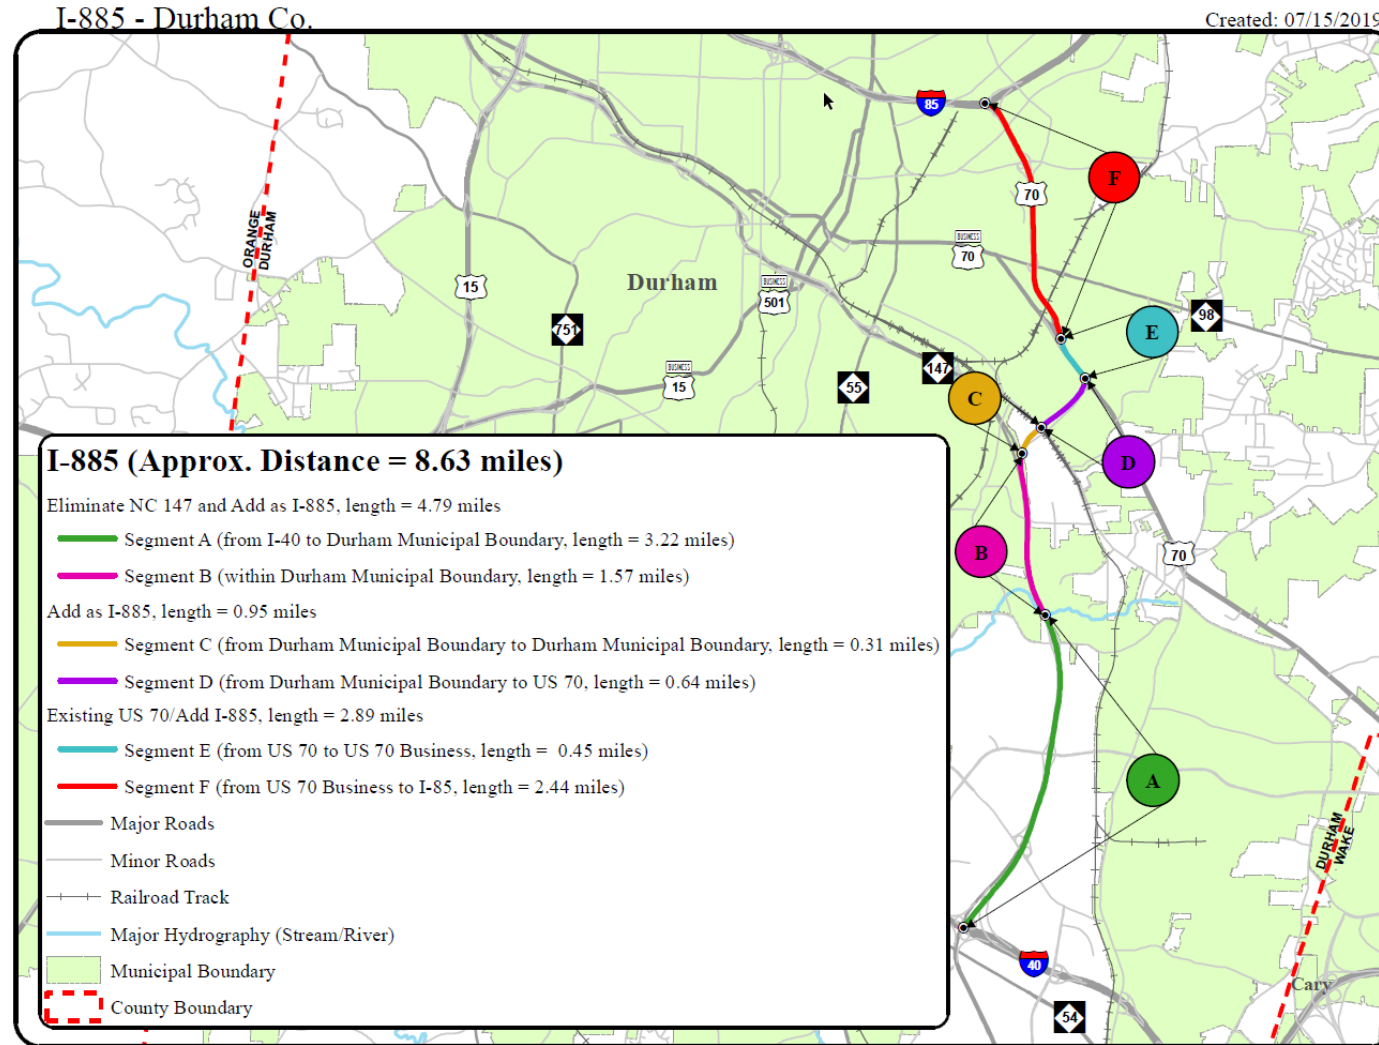 I-885 - Durham Co.
Created: 07/15/2019
85
F
70
ORANGE
DURHAM
BUSINESS
70
15
Durham
BUSINESS
501
98
E
751
147
BUSINESS
15
55
C
D
I-885 (Approx. Distance = 8.63 miles)
Eliminate NC 147 and Add as I-885, length = 4.79 miles
Segment A (from I-40 to Durham Municipal Boundary, length = 3.22 miles)
Segment B (within Durham Municipal Boundary, length = 1.57 miles)
Add as I-885, length = 0.95 miles
Segment C (from Durham Municipal Boundary to Durham Municipal Boundary, length = 0.31 miles)
Segment D (from Durham Municipal Boundary to US 70, length = 0.64 miles)
Existing US 70/Add I-885, length = 2.89 miles
Segment E (from US 70 to US 70 Business, length =  0.45 miles)
Segment F (from US 70 Business to I-85, length = 2.44 miles)
Major Roads
Minor Roads
Railroad Track
Major Hydrography (Stream/River)
Municipal Boundary
County Boundary
B
70
A
DURHAM
WAKE
40
Cary
54